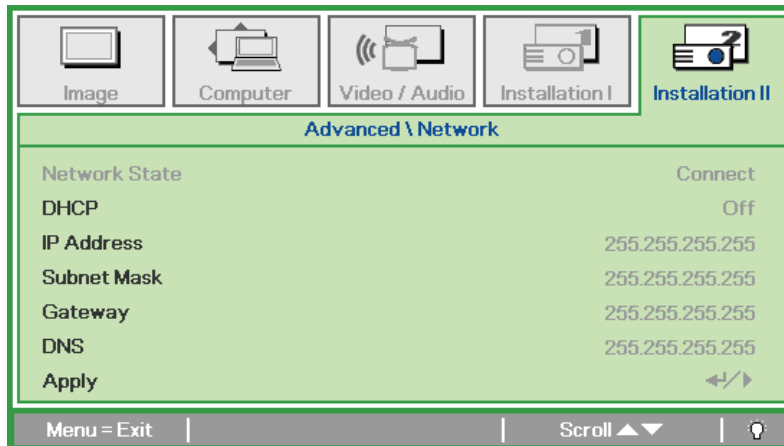 Image
Computer
Video / Audio
Installation I
Installation II
Advanced \ Network
Network State Connect
DHCP Off
IP Address 255.255.255.255
Subnet Mask 255.255.255.255
Gateway 255.255.255.255
DNS 255.255.255.255
Apply
Menu = Exit Scroll ▲▼